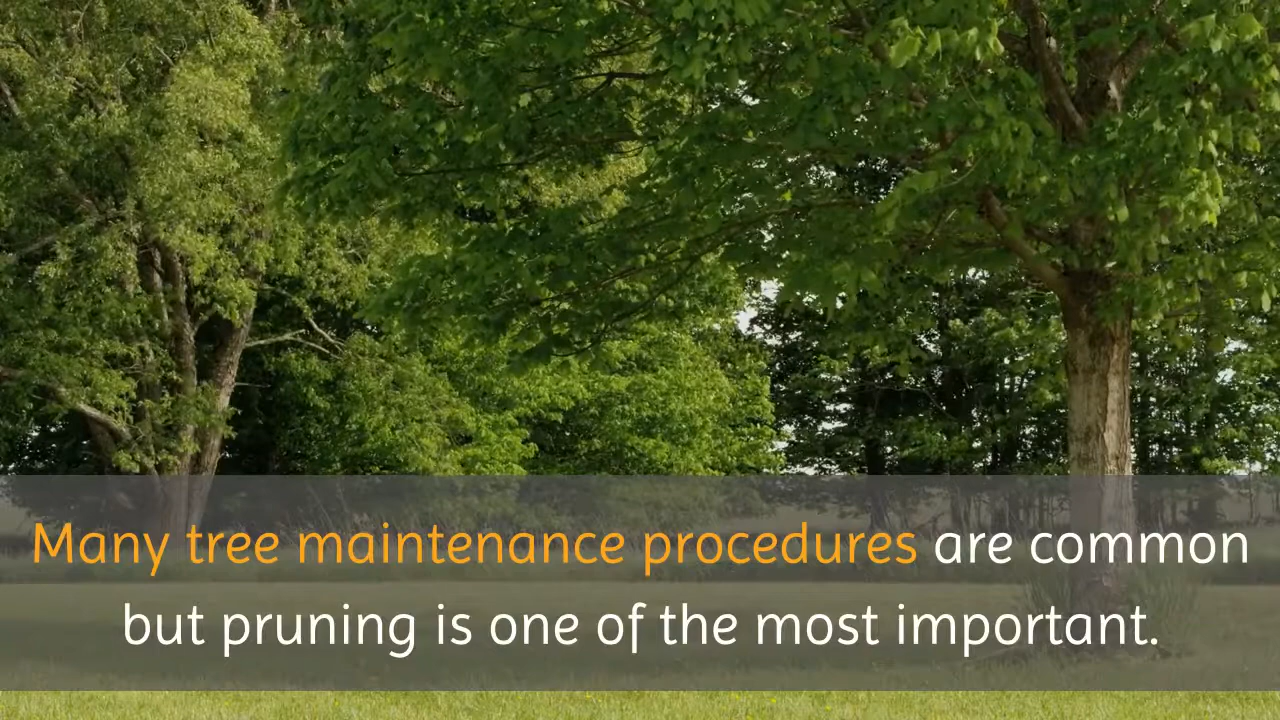 Many tree maintenance procedures are common
but pruning is one of the most important.